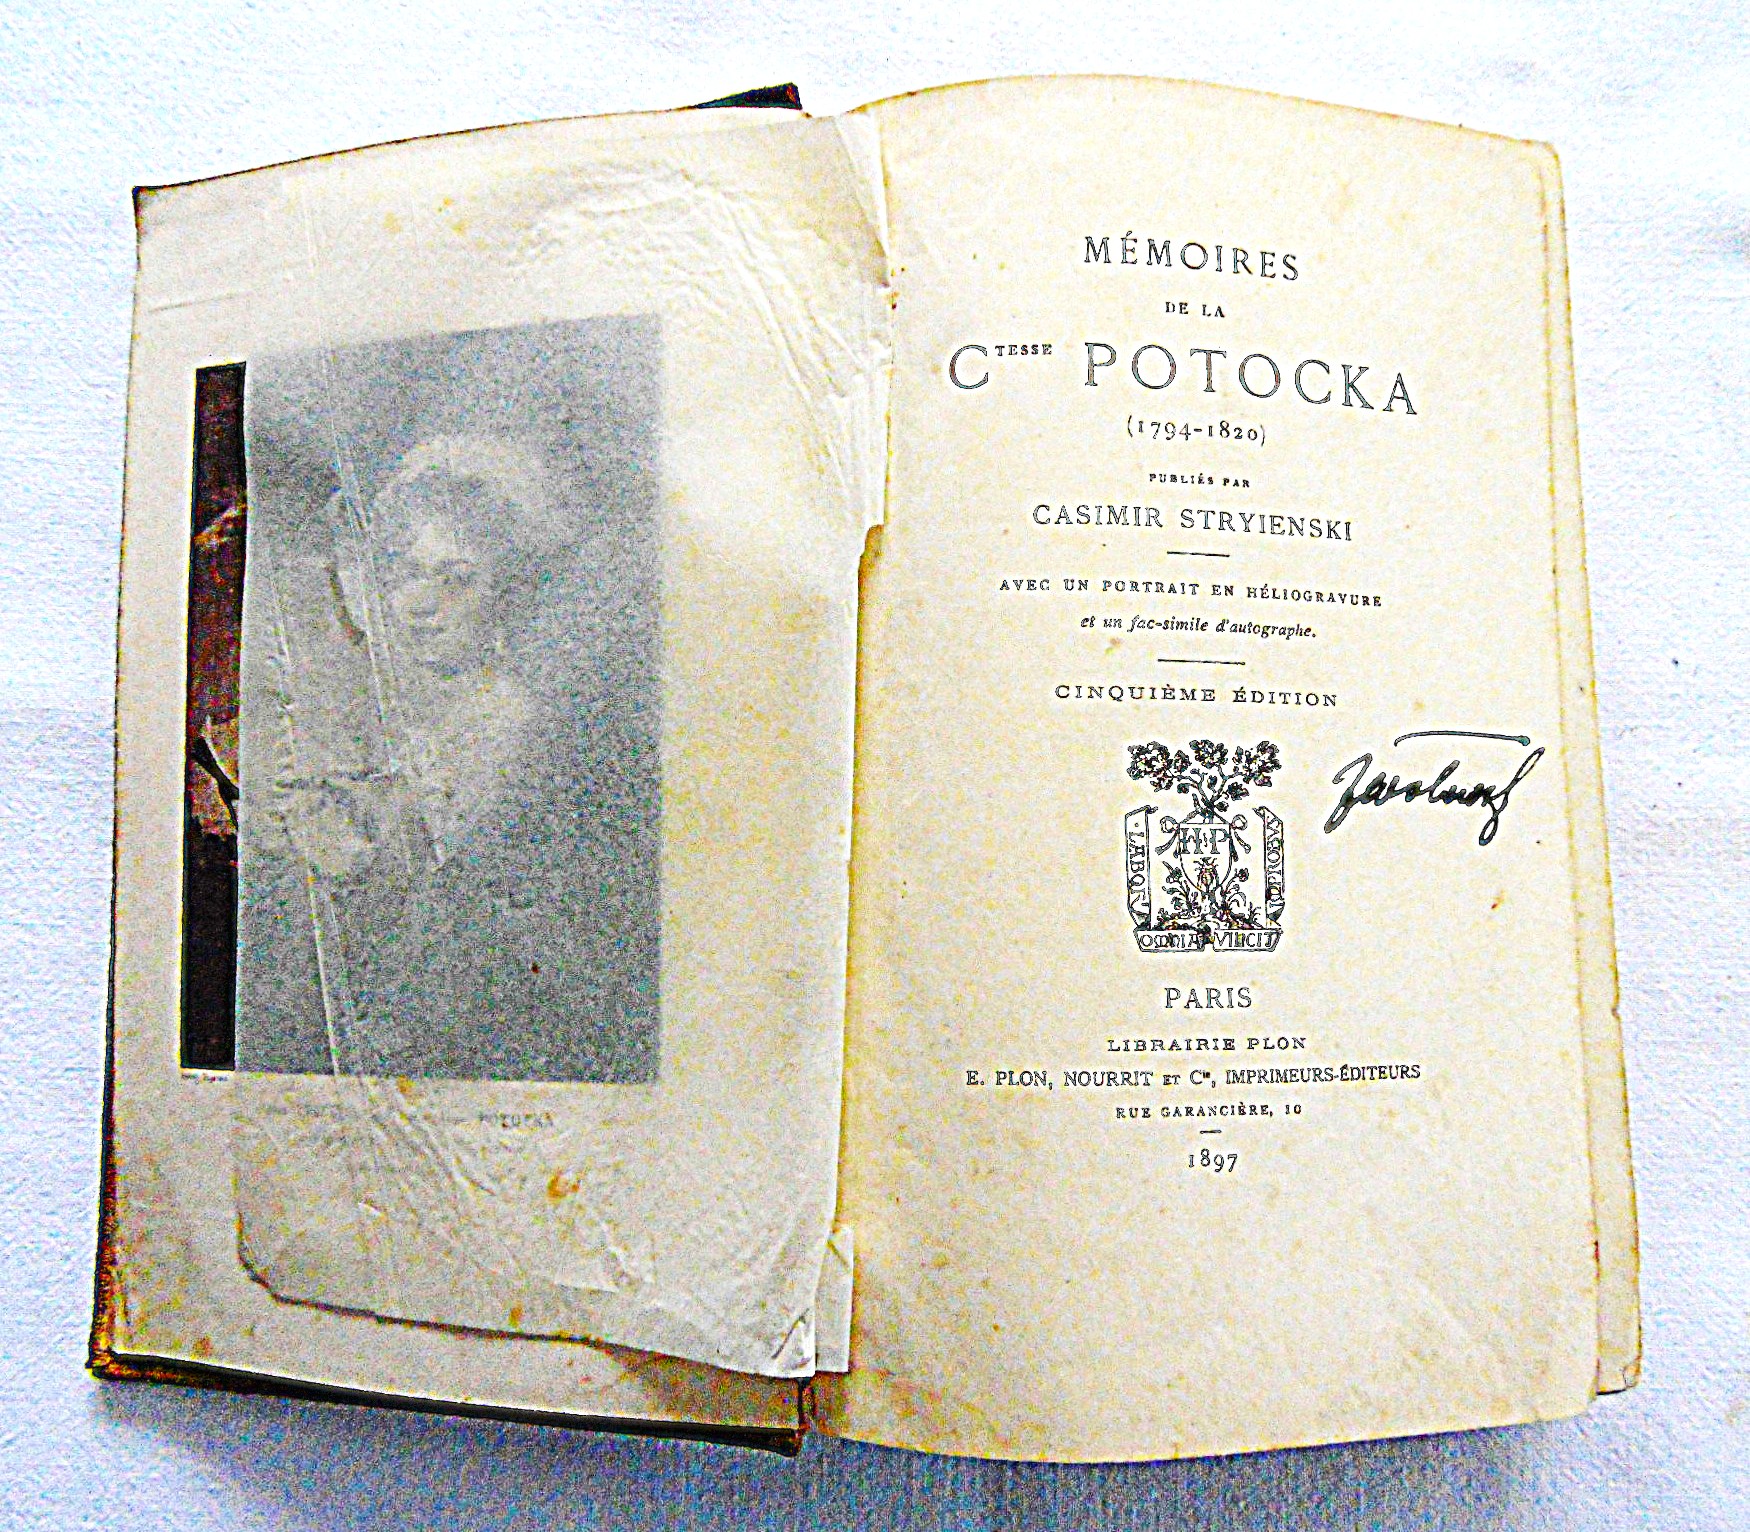 POTOCKA
MÉMOIRES
DE LA
CTESSE POTOCKA
(1794-1820)
PUBLIÉS PAR
CASIMIR STRYIENSKI
AVEC UN PORTRAIT EN HÉLIOGRAVURE
et un fac-simile d'autographe.
CINQUIÈME ÉDITION
H P
LABOR
OMNIA VINCIT
IMPROBVS
PARIS
LIBRAIRIE PLON
E. PLON, NOURRIT ET Cie, IMPRIMEURS-ÉDITEURS
RUE GARANCIÈRE, 10
1897